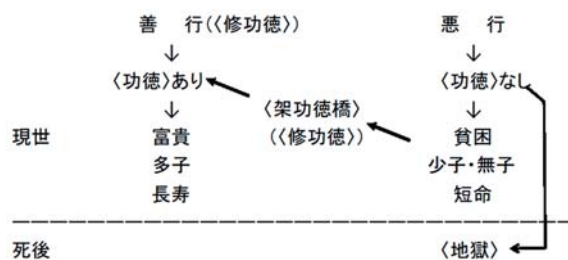 善　行(〈修功徳〉)　悪　行
↓　↓
〈功徳〉あり　〈功徳〉なし
↓　〈架功徳橋〉　↓
現世　富貴　(〈修功徳〉)　貧困
多子　少子・無子
長寿　短命
死後　〈地獄〉